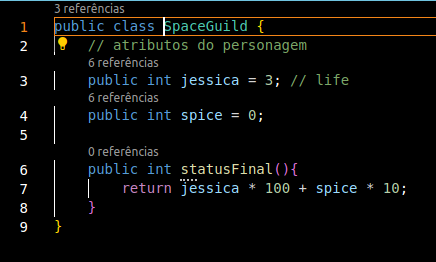 3 referências
1 public class SpaceGuild {
2 // atributos do personagem
6 referências
3 public int jessica = 3; // life
6 referências
4 public int spice = 0;
5
0 referências
6 public int statusFinal(){
7 return jessica * 100 + spice * 10;
8 }
9 }